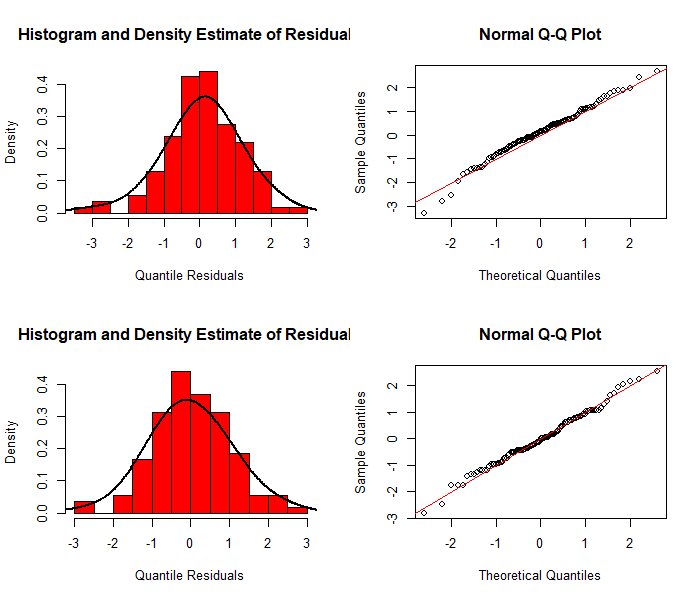 Histogram and Density Estimate of Residual
Normal Q-Q Plot
Density
0.0 0.1 0.2 0.3 0.4
-3 -2 -1 0 1 2 3
Quantile Residuals
Sample Quantiles
-3 -2 -1 0 1 2
-2 -1 0 1 2
Theoretical Quantiles
Histogram and Density Estimate of Residual
Normal Q-Q Plot
Density
0.0 0.1 0.2 0.3 0.4
-3 -2 -1 0 1 2 3
Quantile Residuals
Sample Quantiles
-3 -2 -1 0 1 2
-2 -1 0 1 2
Theoretical Quantiles